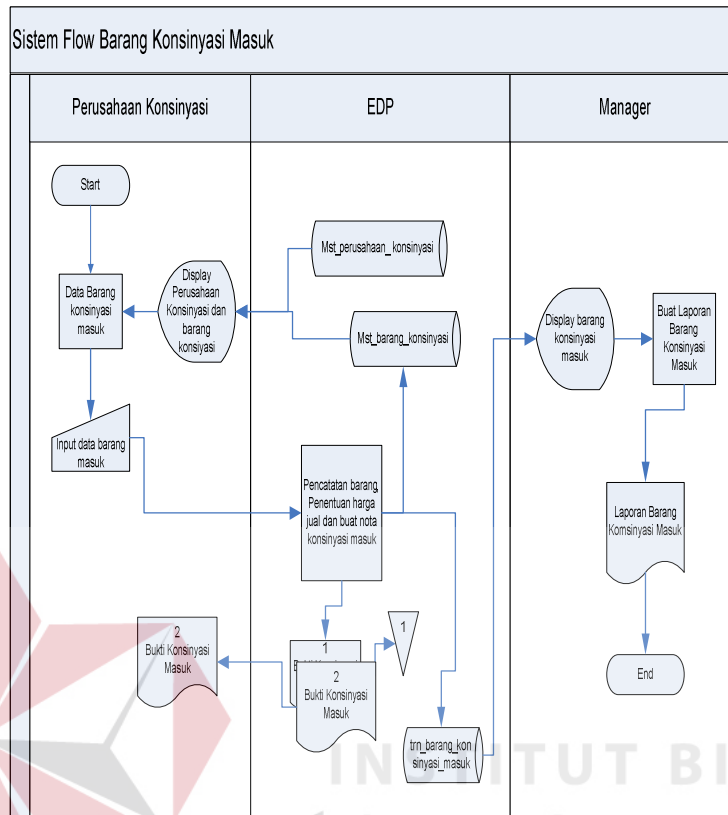 Sistem Flow Barang Konsinyasi Masuk
Perusahaan Konsinyasi
EDP
Manager
Start
Data Barang
konsinyasi
masuk
Display
Perusahaan
Konsinyasi dan
barang
konsiyasi
Mst_perusahaan_konsinyasi
Mst_barang_konsinyasi
Input data barang
masuk
Pencatatan barang,
Penentuan harga
jual dan buat nota
konsinyasi masuk
Display barang
konsinyasi
masuk
Buat Laporan
Barang
Konsinyasi
Masuk
Laporan Barang
Komsinyasi Masuk
End
2
Bukti Konsinyasi
Masuk
1
2
Bukti Konsinyasi
Masuk
1
trn_barang_kon
sinyasi_masuk
INSTITUT BI